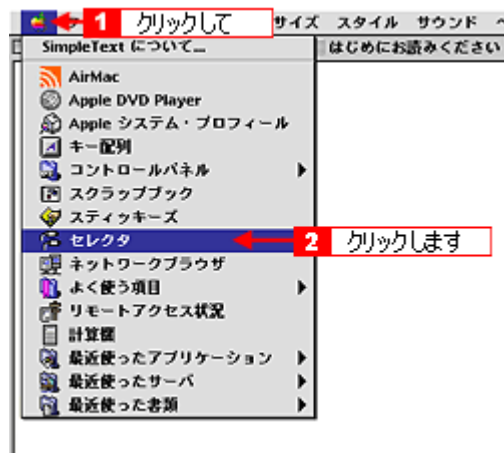 1 クリックして サイズ スタイル サウンド
SimpleText について... はじめにお読みください
AirMac
Apple DVD Player
Apple システム・プロフィール
キー配列
コントロールパネル
スクラップブック
スティッキーズ
セレクタ 2 クリックします
ネットワークブラウザ
よく使う項目
リモートアクセス状況
計算機
最近使ったアプリケーション
最近使ったサーバ
最近使った書類